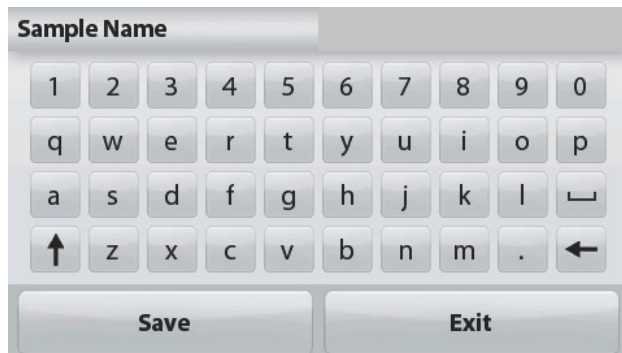 Sample Name
1 2 3 4 5 6 7 8 9 0
q w e r t y u i o p
a s d f g h j k l
z x c v b n m .
Save Exit